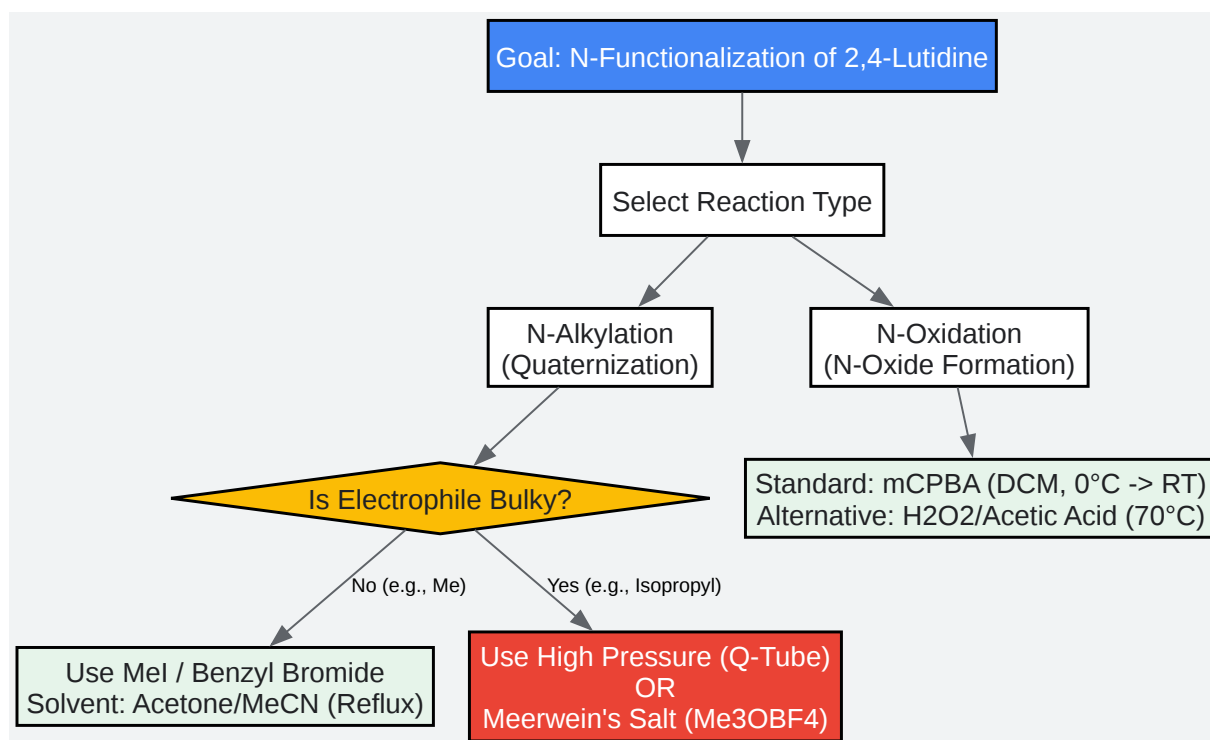 Goal: N-Functionalization of 2,4-Lutidine
Select Reaction Type
N-Alkylation
(Quaternization)
N-Oxidation
(N-Oxide Formation)
Is Electrophile Bulky?
Standard: mCPBA (DCM, 0°C -> RT)
Alternative: H2O2/Acetic Acid (70°C)
No (e.g., Me)
Yes (e.g., Isopropyl)
Use MeI / Benzyl Bromide
Solvent: Acetone/MeCN (Reflux)
Use High Pressure (Q-Tube)
OR
Meerwein's Salt (Me3OBF4)